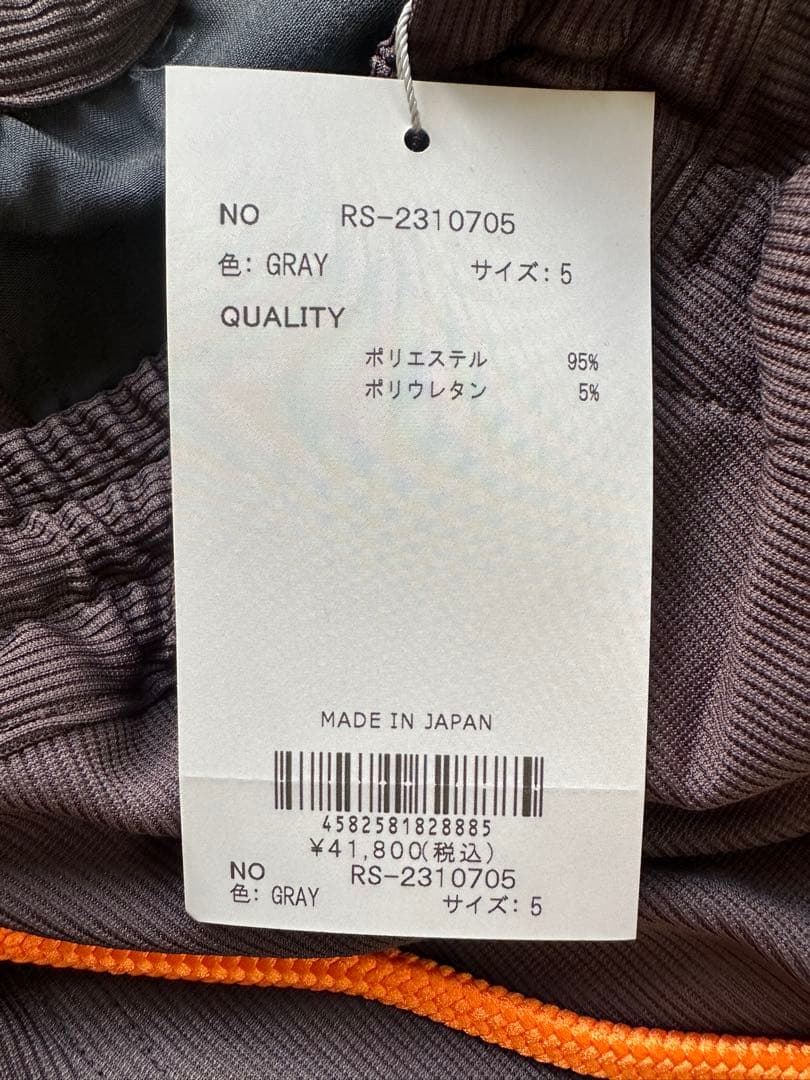 NO RS-2310705
色: GRAY サイズ: 5
QUALITY
ポリエステル 95%
ポリウレタン 5%
MADE IN JAPAN
4582581828885
¥41,800(税込)
NO RS-2310705
色: GRAY サイズ: 5